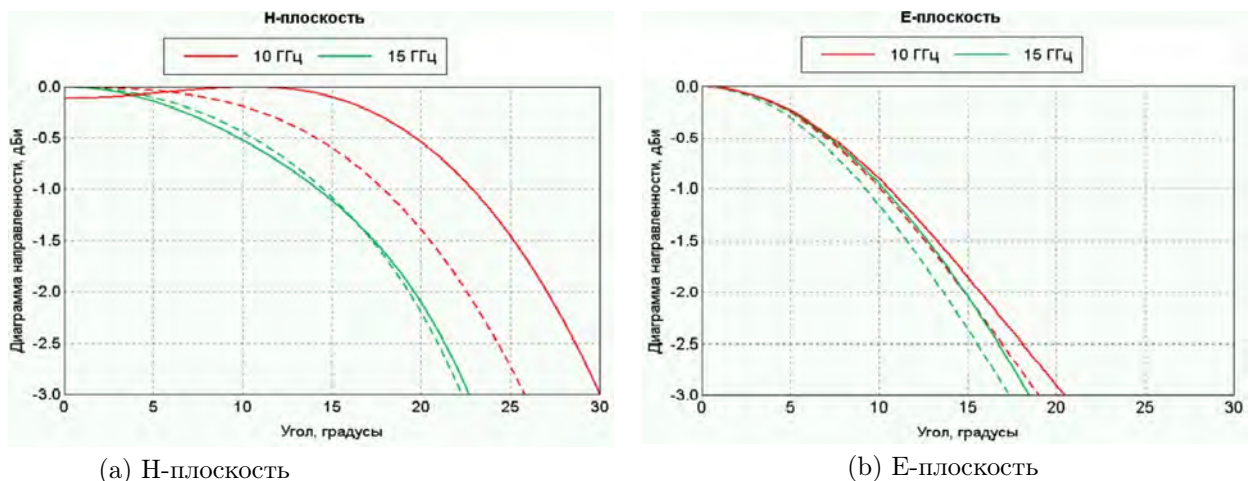 Н-плоскость
10 ГГц 15 ГГц
Диаграмма направленности, дБи
0.0
-0.5
-1.0
-1.5
-2.0
-2.5
-3.0
0 5 10 15 20 25 30
Угол, градусы
(a) Н-плоскость
Е-плоскость
10 ГГц 15 ГГц
Диаграмма направленности, дБи
0.0
-0.5
-1.0
-1.5
-2.0
-2.5
-3.0
0 5 10 15 20 25 30
Угол, градусы
(b) Е-плоскость